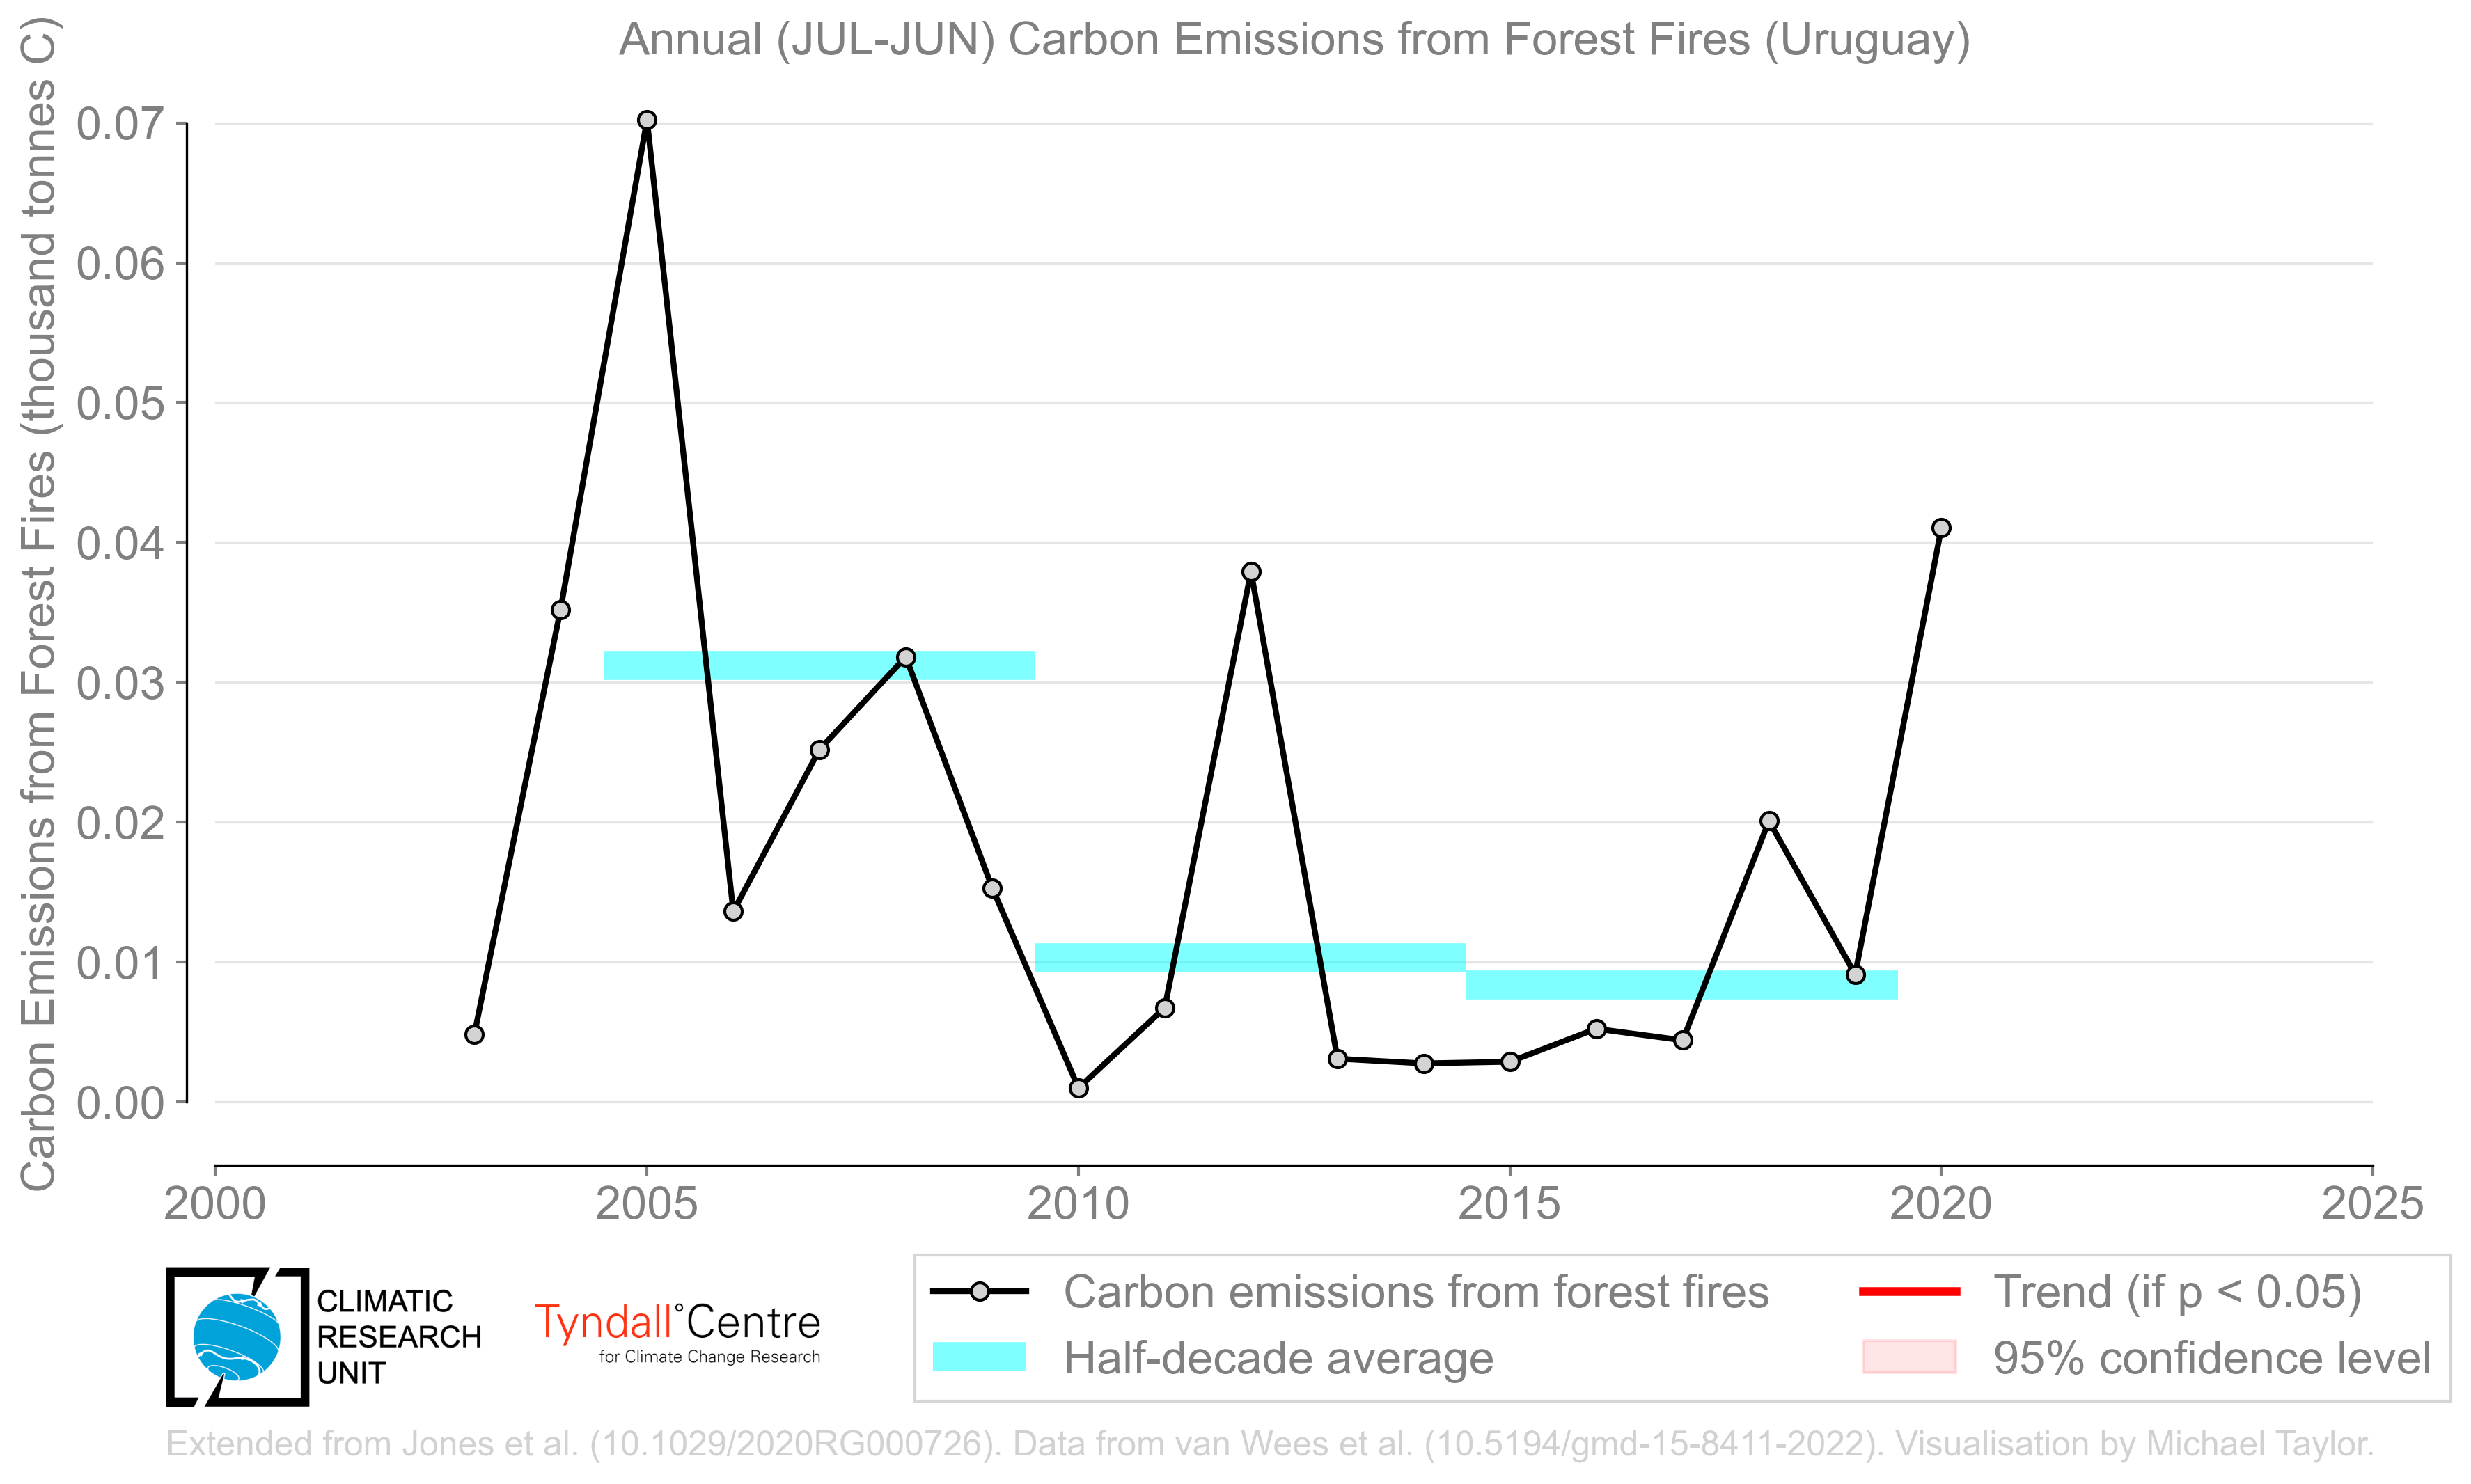 Annual (JUL-JUN) Carbon Emissions from Forest Fires (Uruguay)
Carbon Emissions from Forest Fires (thousand tonnes C)
0.07
0.06
0.05
0.04
0.03
0.02
0.01
0.00
2000 2005 2010 2015 2020 2025
CLIMATIC
RESEARCH
UNIT
Tyndall°Centre
for Climate Change Research
Carbon emissions from forest fires
Half-decade average
Trend (if p < 0.05)
95% confidence level
Extended from Jones et al. (10.1029/2020RG000726). Data from van Wees et al. (10.5194/gmd-15-8411-2022). Visualisation by Michael Taylor.